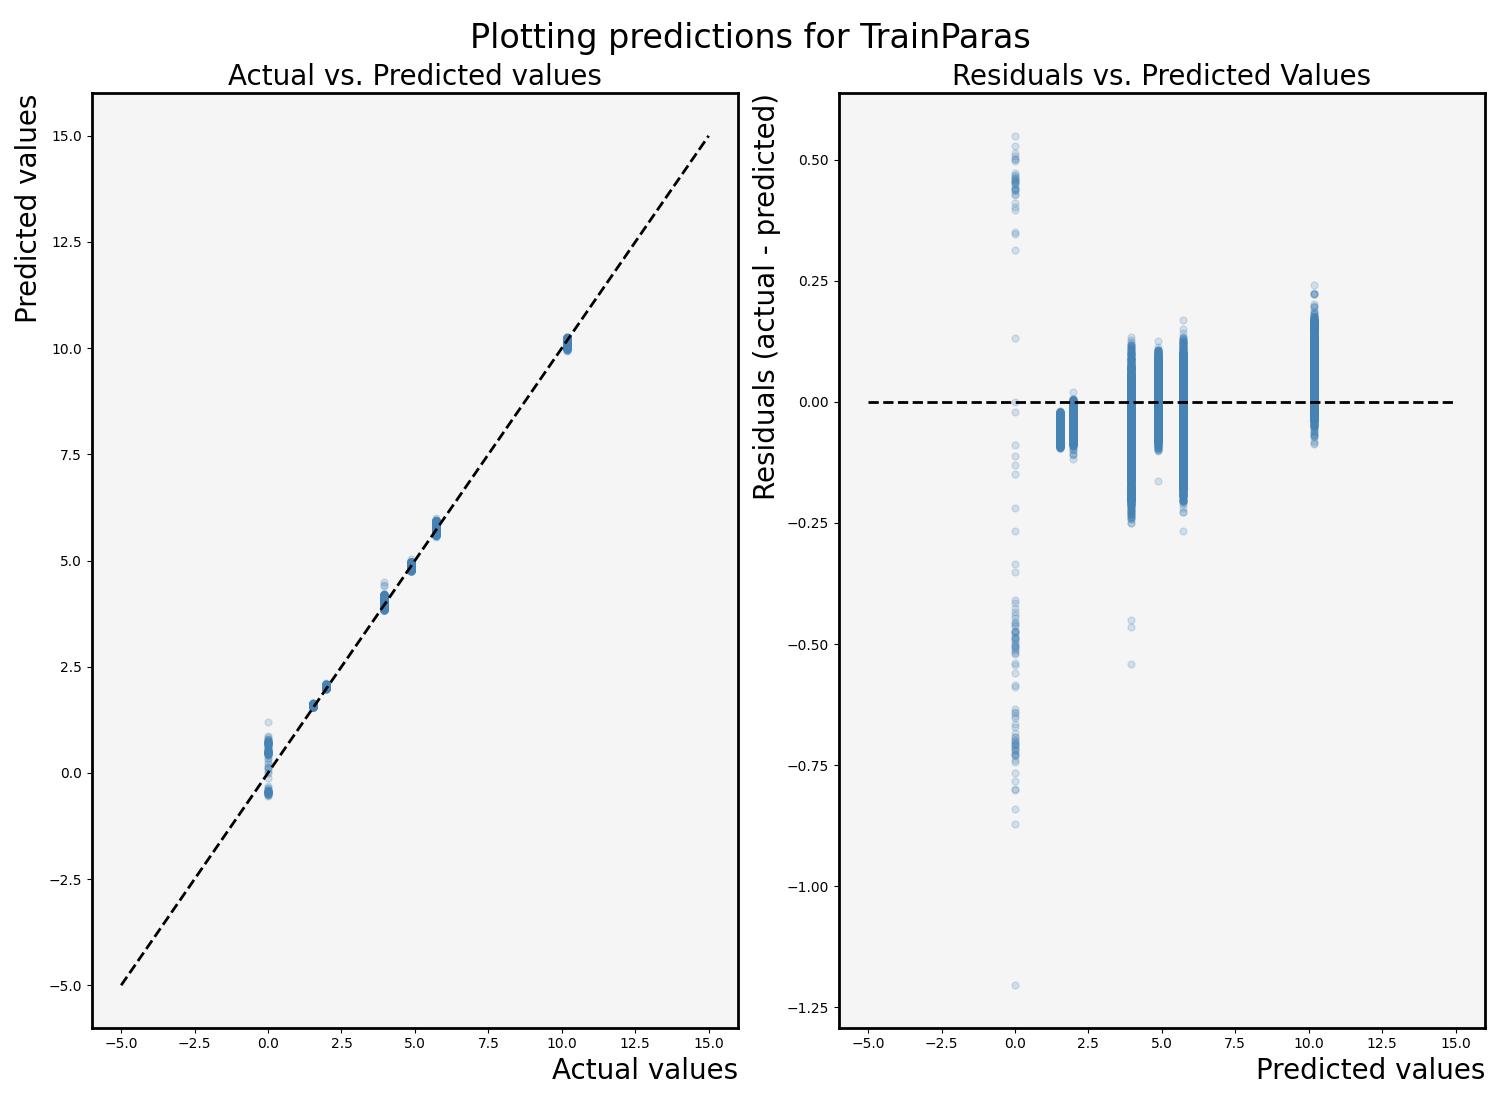 Plotting predictions for TrainParas
Actual vs. Predicted values
Predicted values
15.0
12.5
10.0
7.5
5.0
2.5
0.0
−2.5
−5.0
−5.0 −2.5 0.0 2.5 5.0 7.5 10.0 12.5 15.0
Actual values
Residuals vs. Predicted Values
Residuals (actual - predicted)
0.50
0.25
0.00
−0.25
−0.50
−0.75
−1.00
−1.25
−5.0 −2.5 0.0 2.5 5.0 7.5 10.0 12.5 15.0
Predicted values